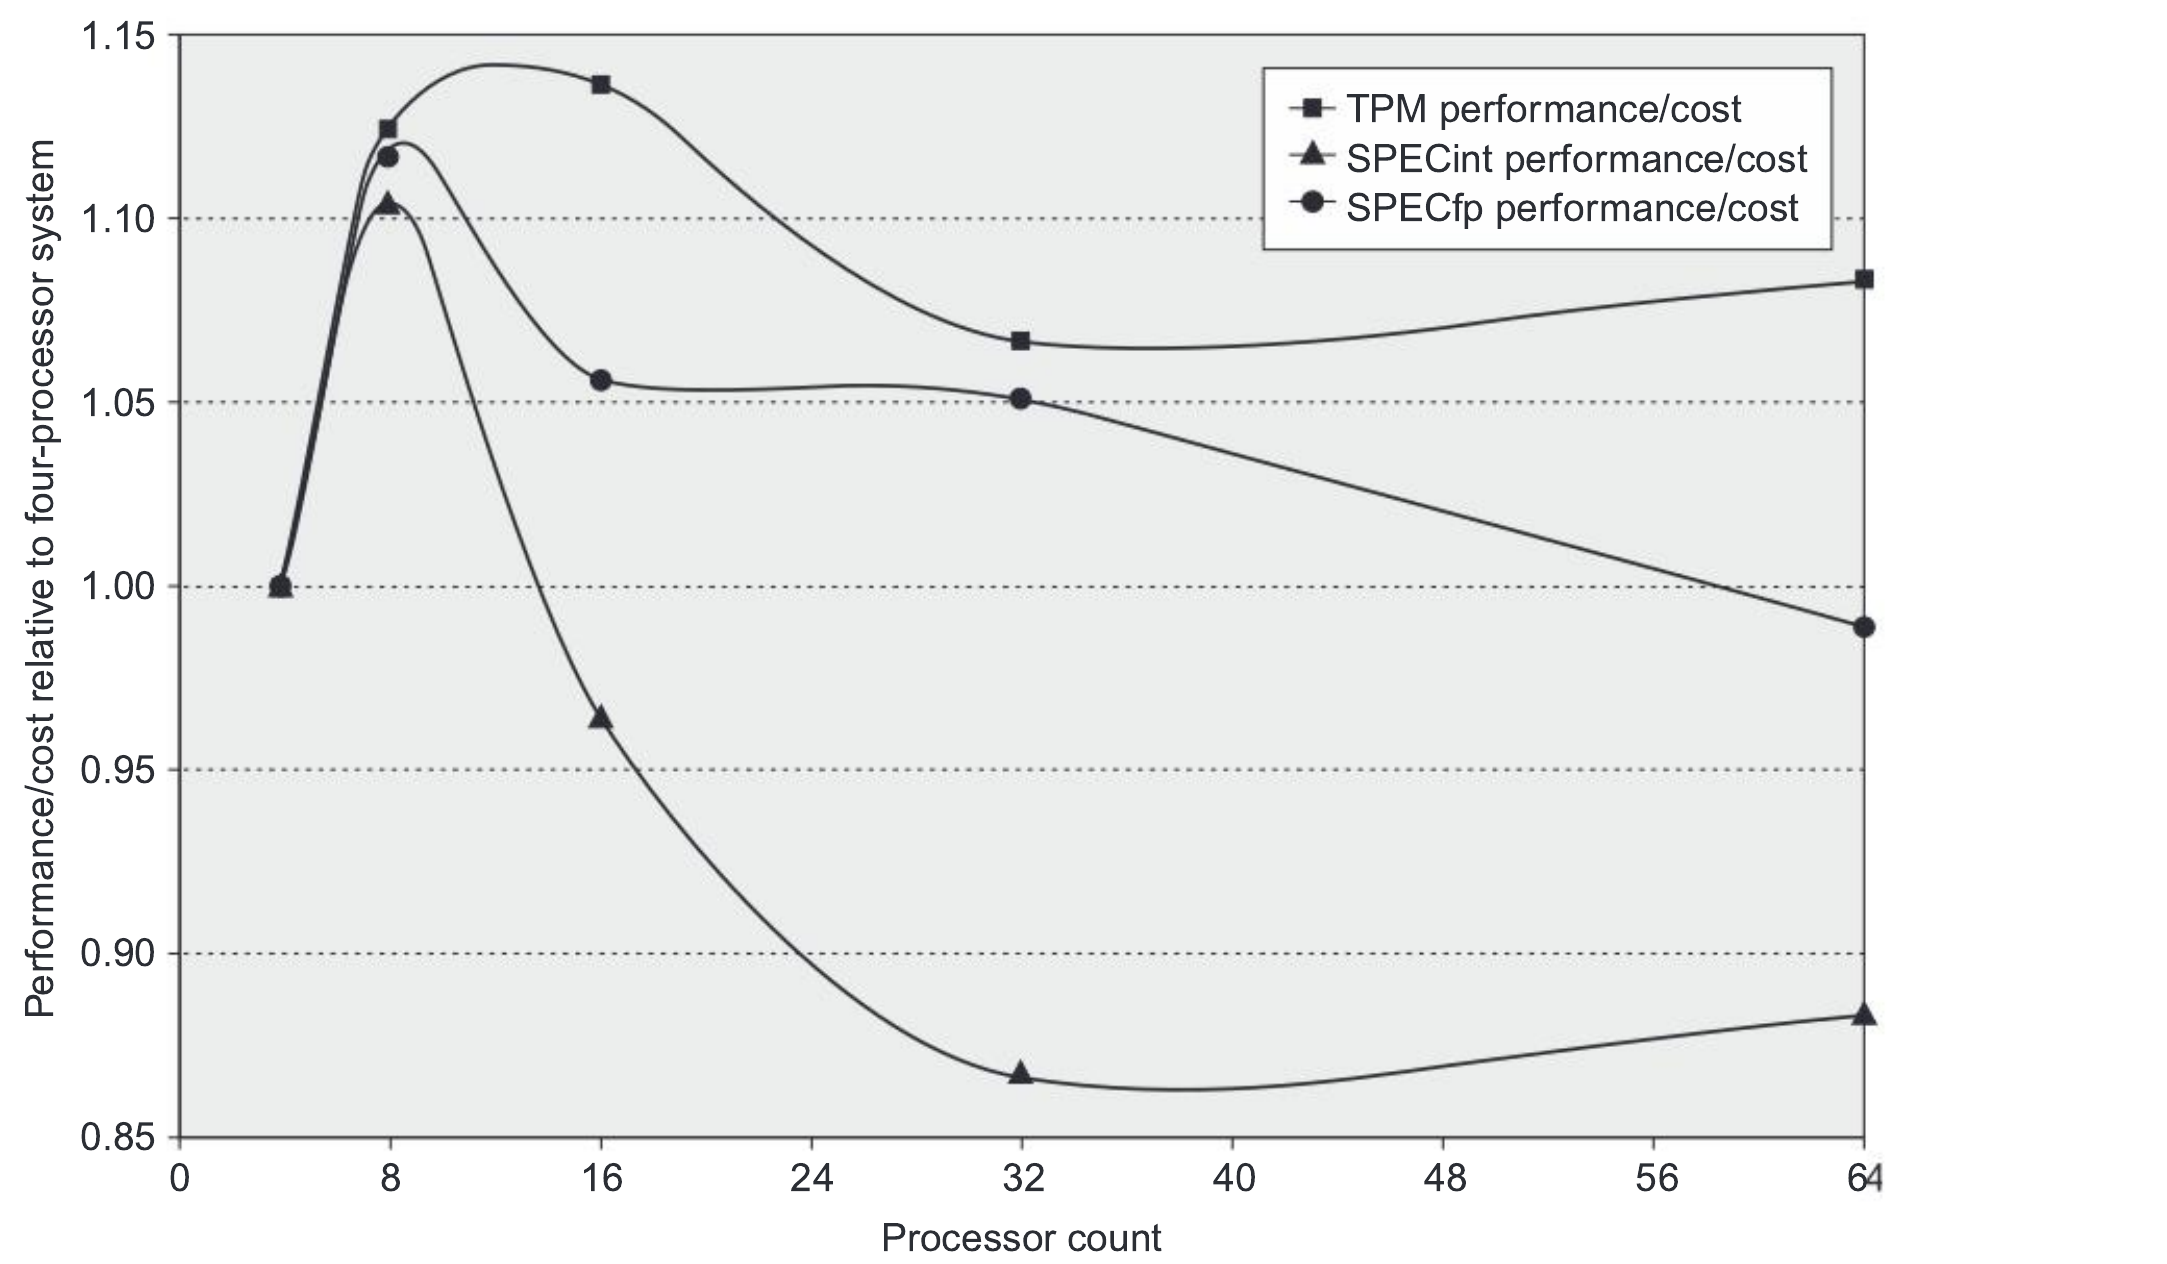 Performance/cost relative to four-processor system
1.15
1.10
1.05
1.00
0.95
0.90
0.85
TPM performance/cost
SPECint performance/cost
SPECfp performance/cost
0 8 16 24 32 40 48 56 64
Processor count